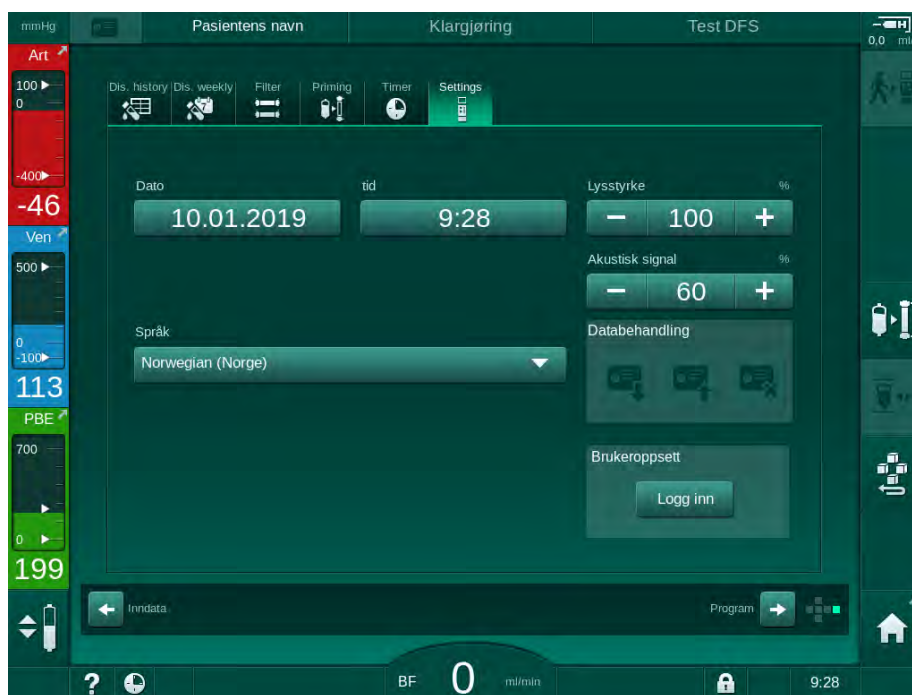 mmHg
Pasientens navn
Klargjøring
Test DFS
0,0
Art
100
0
-400
-46
Ven
500
0
-100
113
PBE
700
0
199
Dis. history
Dis. weekly
7
Filter
Priming
Timer
Settings
Dato
10.01.2019
tid
9:28
Lysstyrke
%
− 100 +
Akustisk signal
%
− 60 +
Språk
Norwegian (Norge)
Databehandling
Brukeroppsett
Logg inn
Inndata
Program
?
BF 0 ml/min
9:28